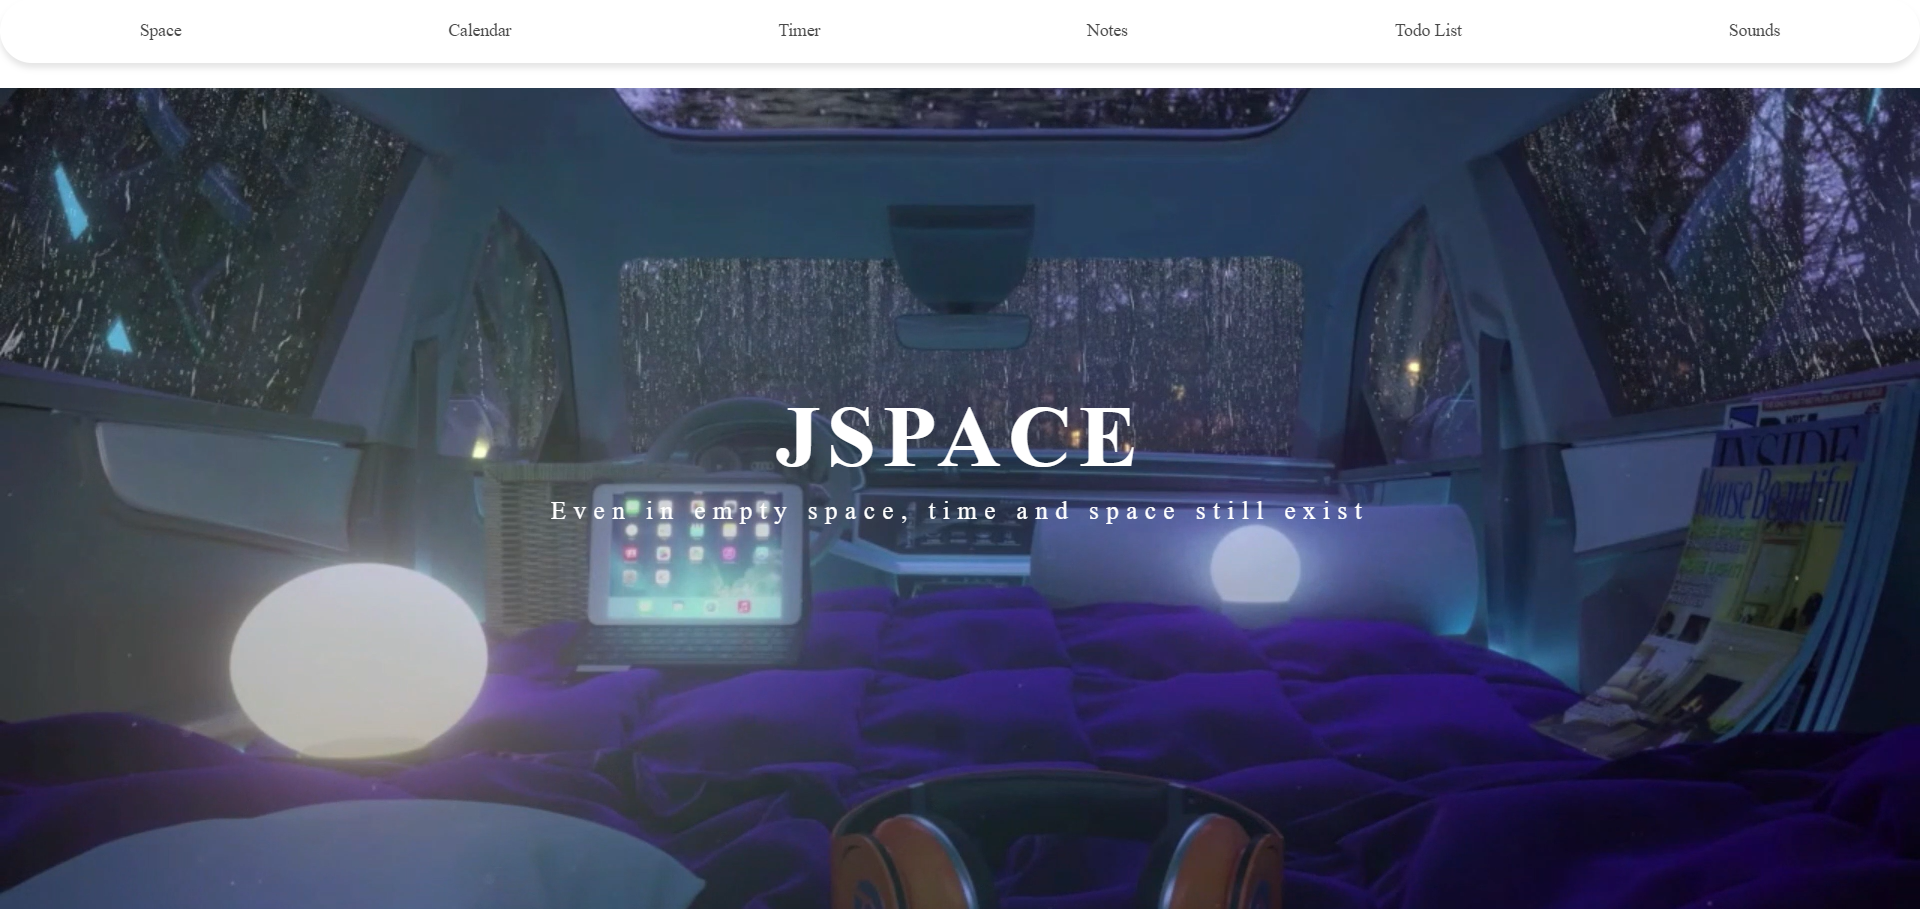 Space
Calendar
Timer
Notes
Todo List
Sounds
JSPACE
Even in empty space, time and space still exist
INSIDE
House Beautiful